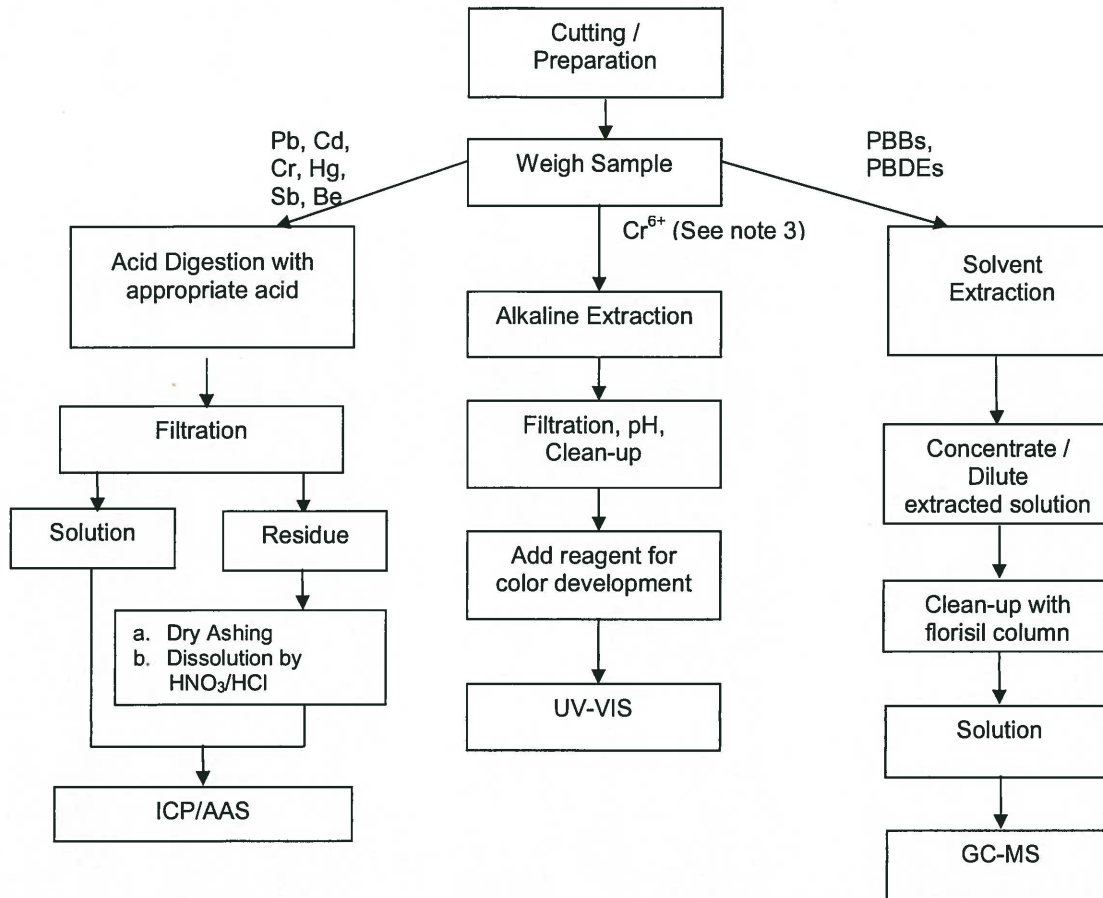 Cutting /
Preparation
Pb, Cd,
Cr, Hg,
Sb, Be
Weigh Sample
PBBs,
PBDEs
Cr⁶⁺ (See note 3)
Acid Digestion with
appropriate acid
Alkaline Extraction
Solvent
Extraction
Filtration
Filtration, pH,
Clean-up
Concentrate /
Dilute
extracted solution
Solution
Residue
Add reagent for
color development
a. Dry Ashing
b. Dissolution by
HNO₃/HCl
Clean-up with
florisil column
UV-VIS
Solution
ICP/AAS
GC-MS